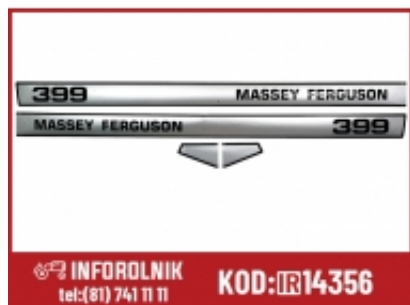 399 MASSEY FERGUSON
MASSEY FERGUSON 399
INFOROLNIK
tel:(81) 741 11 11
KOD:IR14356